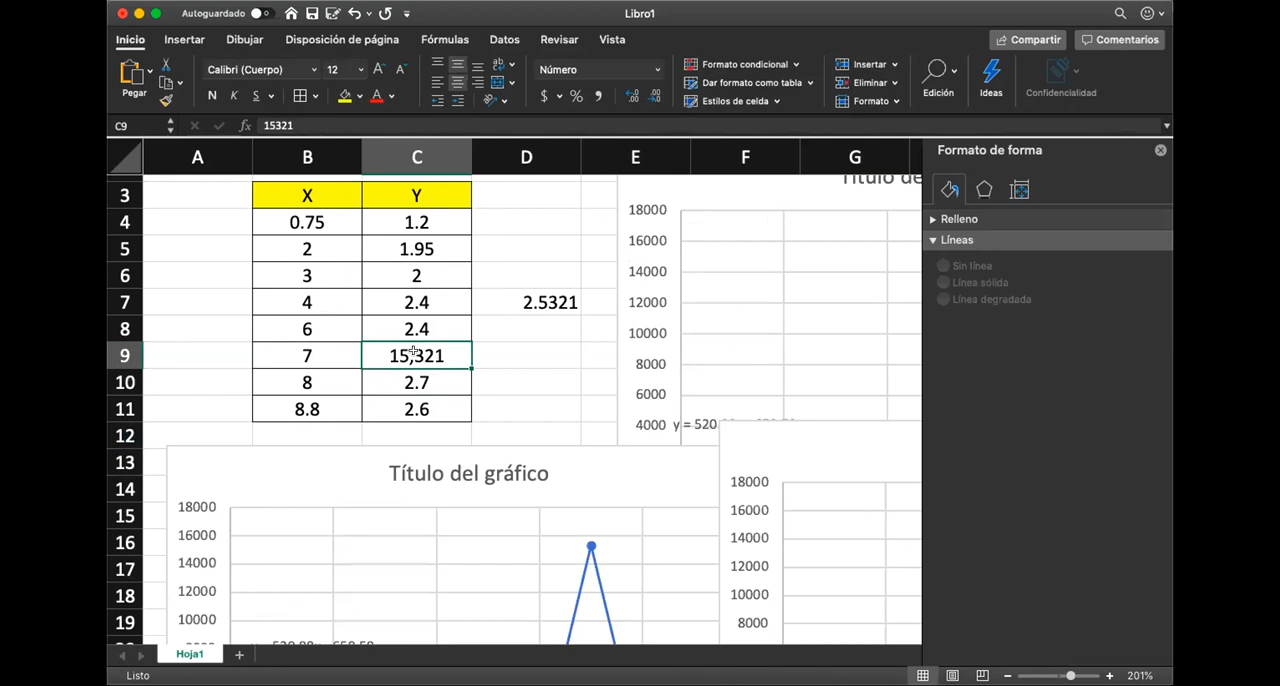 Autoguardado
Libro1
Inicio Insertar Dibujar Disposición de página Fórmulas Datos Revisar Vista Compartir Comentarios
Pegar
Calibri (Cuerpo) 12
N K S A
Número
$ %
Formato condicional
Dar formato como tabla
Estilos de celda
Insertar
Eliminar
Formato
Edición
Ideas
Confidencialidad
C9 fx 15321
A B C D E F G
3 X Y
4 0.75 1.2
5 2 1.95
6 3 2
7 4 2.4 2.5321
8 6 2.4
9 7 15,321
10 8 2.7
11 8.8 2.6
12
13
14
15
16
17
18
19
Título de
18000
16000
14000
12000
10000
8000
6000
4000 y = 520.
Título del gráfico
18000
16000
14000
12000
10000
18000
16000
14000
12000
10000
8000
Formato de forma
Relleno
Líneas
Sin línea
Línea sólida
Línea degradada
Hoja1 +
Listo
201%